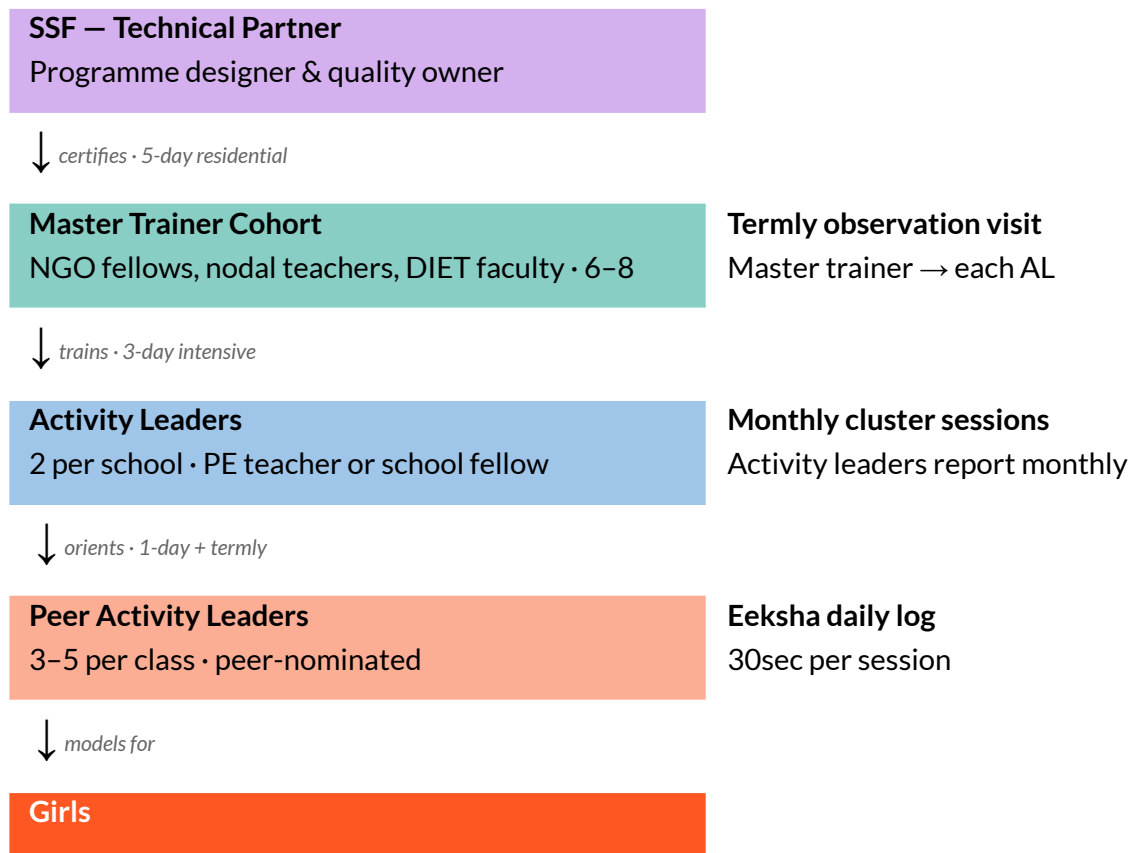 SSF — Technical Partner
Programme designer & quality owner
↓ certifies · 5-day residential
Master Trainer Cohort
NGO fellows, nodal teachers, DIET faculty · 6–8
Termly observation visit
Master trainer → each AL
↓ trains · 3-day intensive
Activity Leaders
2 per school · PE teacher or school fellow
Monthly cluster sessions
Activity leaders report monthly
↓ orients · 1-day + termly
Peer Activity Leaders
3–5 per class · peer-nominated
Eeksha daily log
30sec per session
↓ models for
Girls